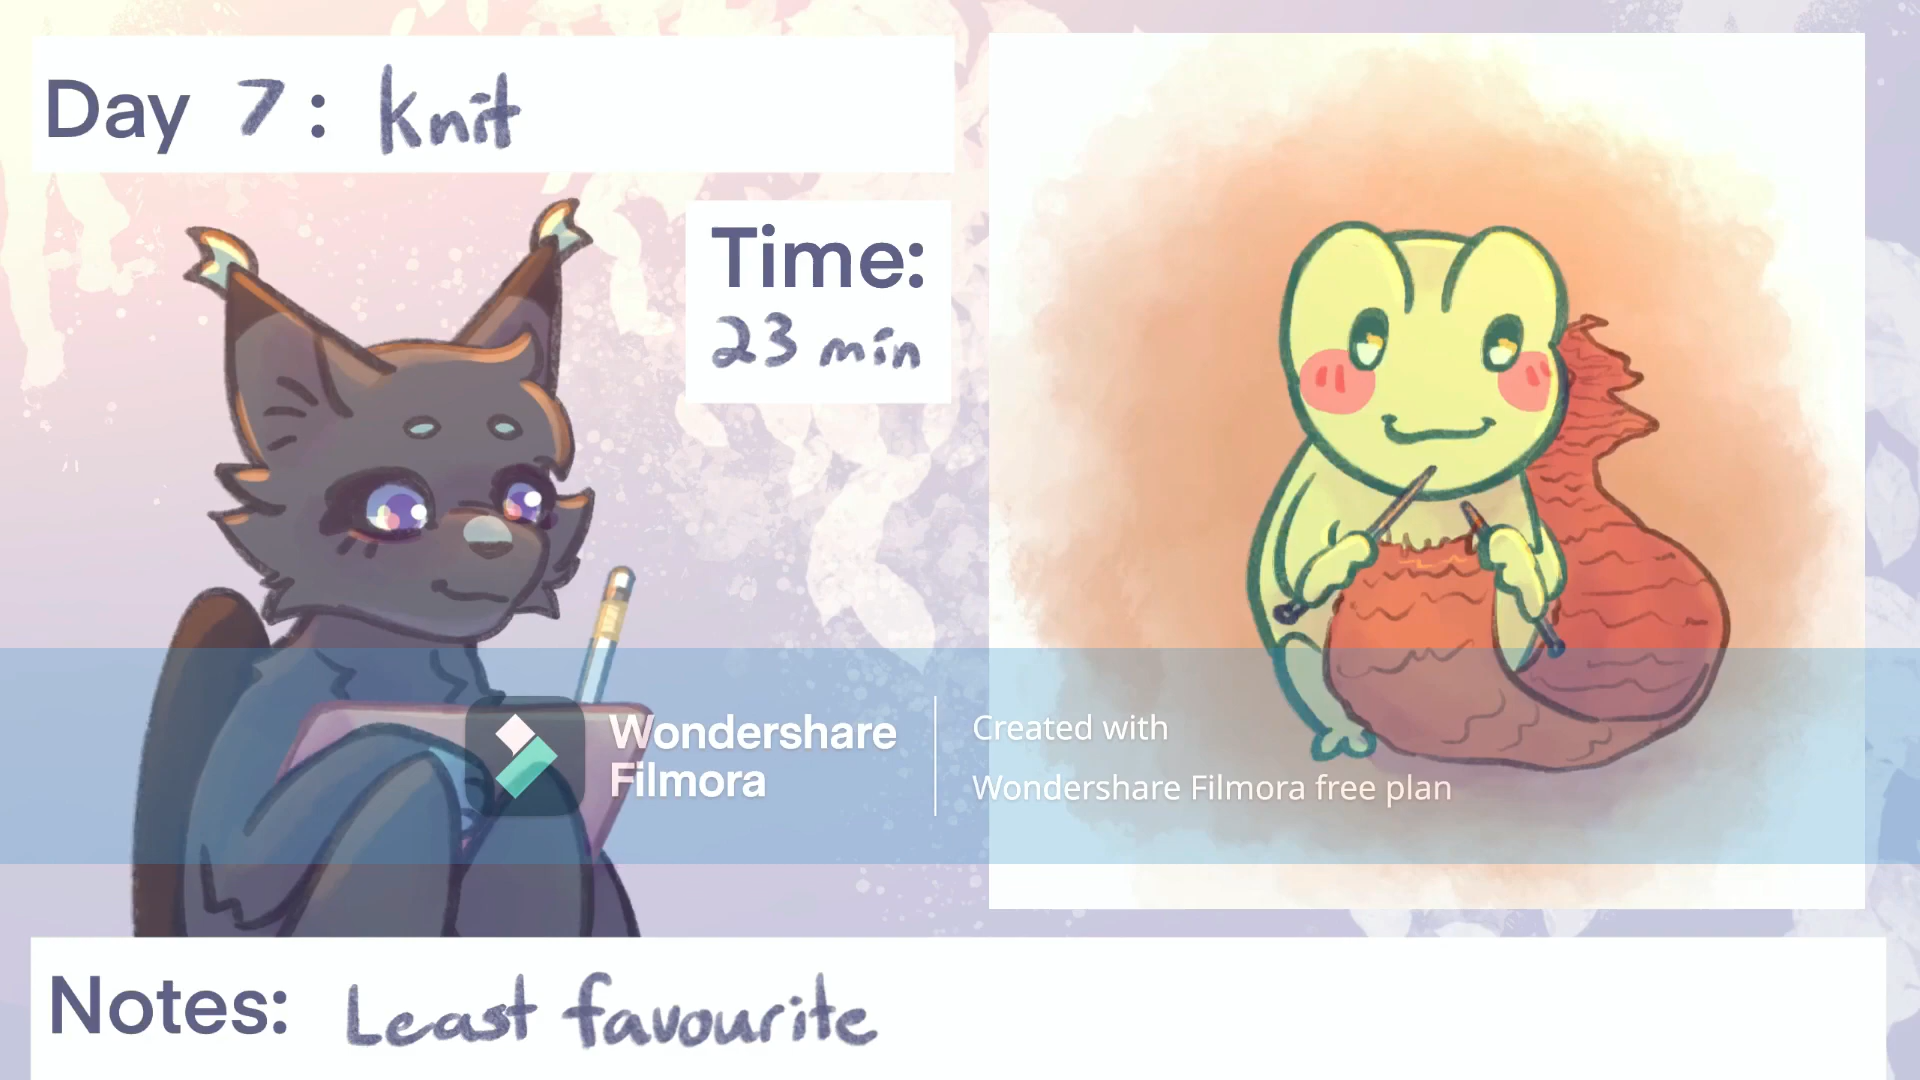 Day 7: knit
Time:
23 min
Wondershare
Filmora
Created with
Wondershare Filmora free plan
Notes: Least favourite